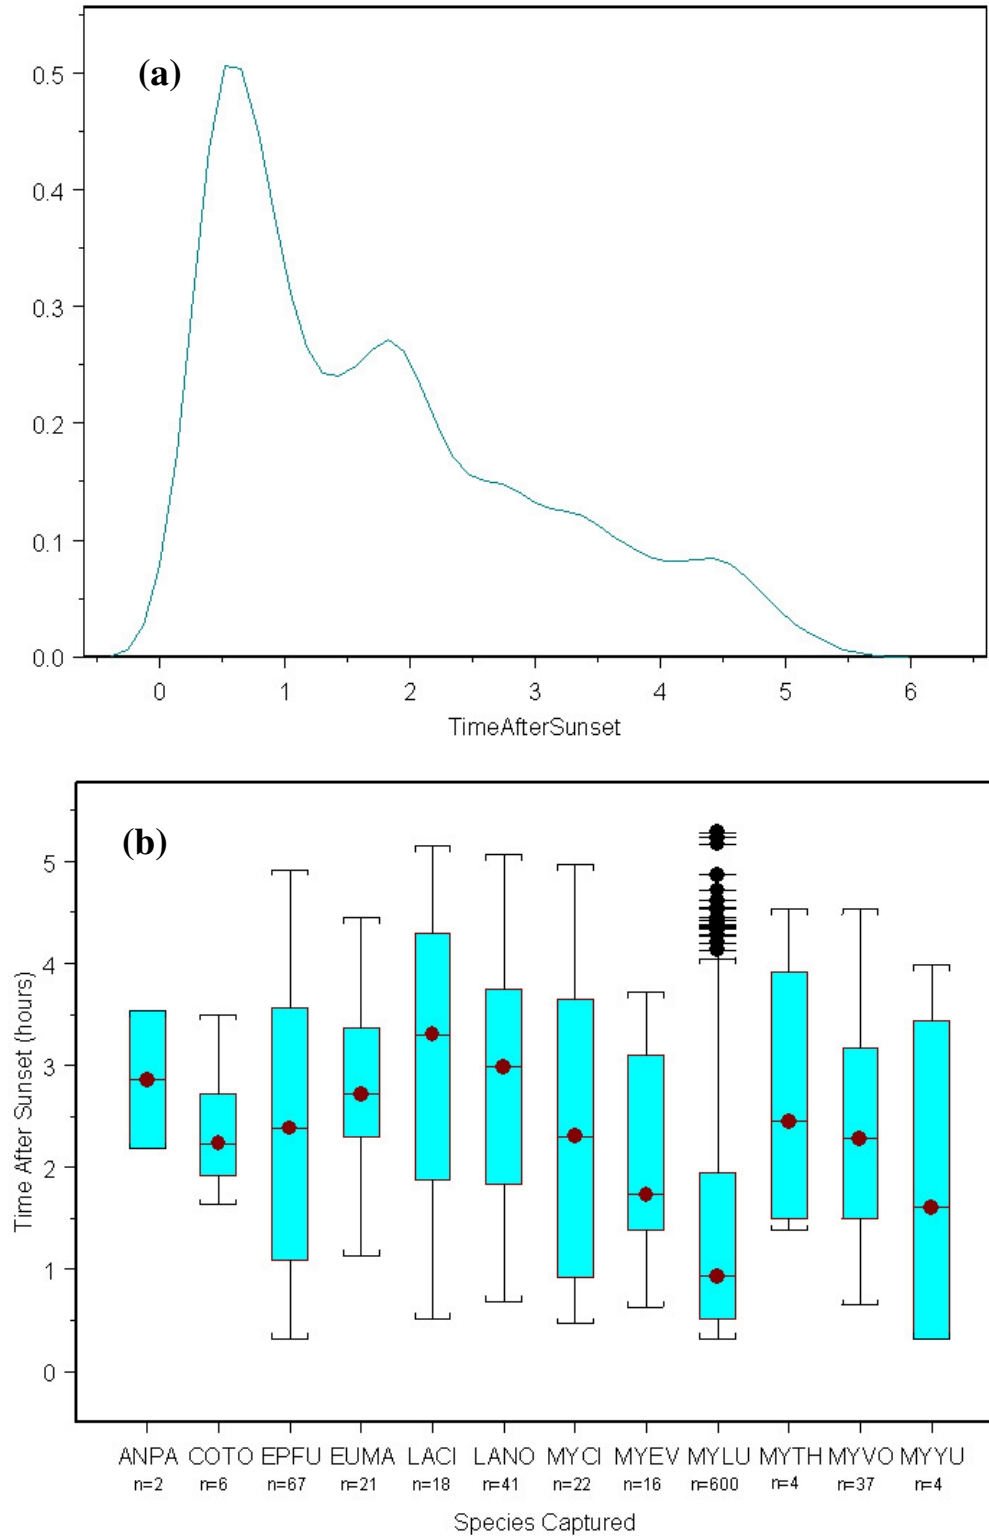 (a)
0.5
0.4
0.3
0.2
0.1
0.0
0 1 2 3 4 5 6
TimeAfterSunset
(b)
Time After Sunset (hours)
5
4
3
2
1
0
ANPA COTO EPFU EUMA LACI LANO MYCI MYEV MYLU MYTH MYVO MYYU
n=2 n=6 n=67 n=21 n=18 n=41 n=22 n=16 n=600 n=4 n=37 n=4
Species Captured